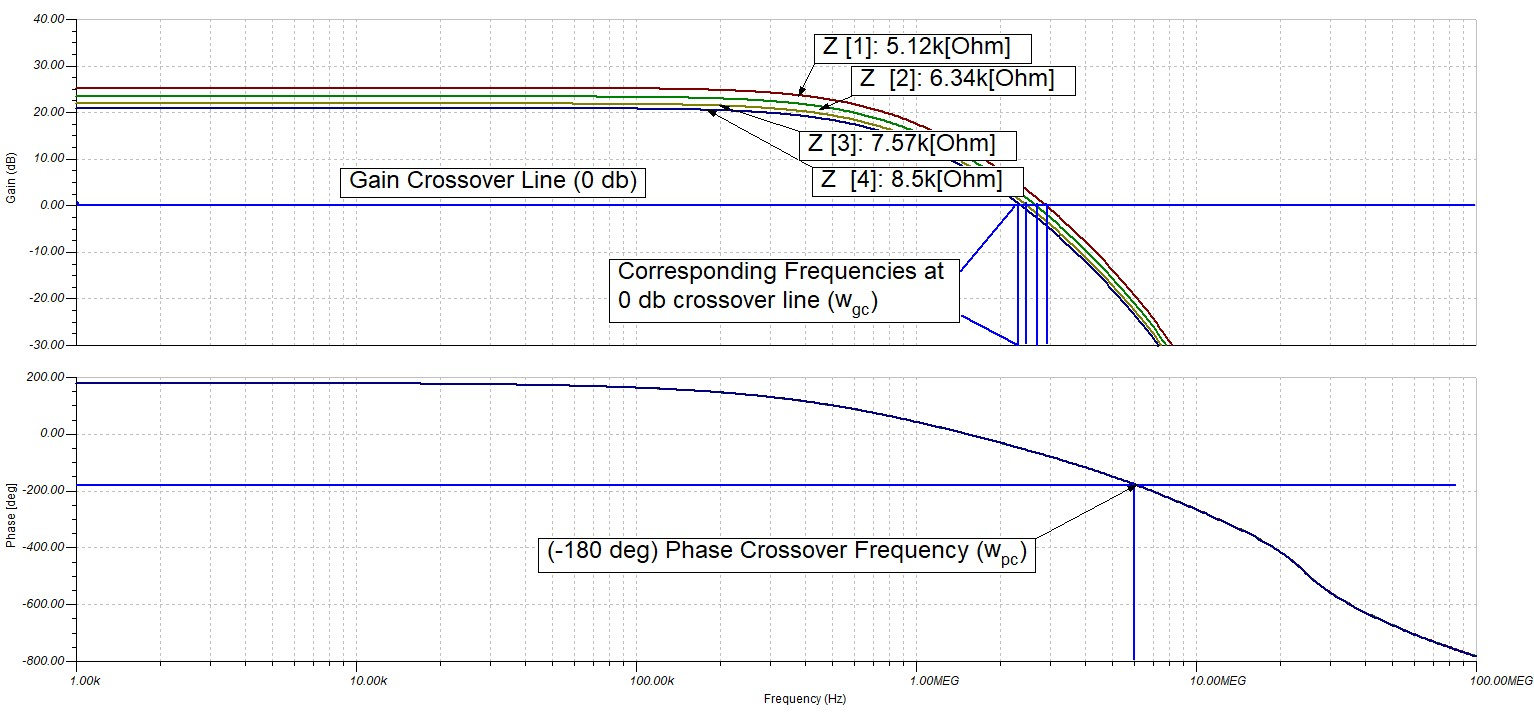 40.00
30.00
20.00
10.00
0.00
-10.00
-20.00
-30.00
Gain (dB)
Z [1]: 5.12k[Ohm]
Z [2]: 6.34k[Ohm]
Z [3]: 7.57k[Ohm]
Z [4]: 8.5k[Ohm]
Gain Crossover Line (0 db)
Corresponding Frequencies at
0 db crossover line (wgc)
200.00
0.00
-200.00
-400.00
-600.00
-800.00
Phase [deg]
(-180 deg) Phase Crossover Frequency (wpc)
1.00k
10.00k
100.00k
1.00MEG
10.00MEG
100.00MEG
Frequency (Hz)